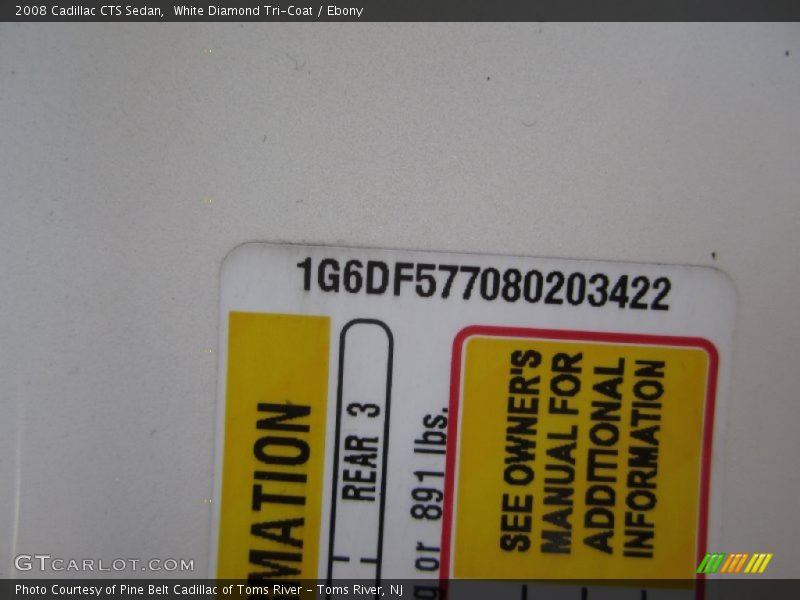 2008 Cadillac CTS Sedan,  White Diamond Tri-Coat / Ebony
1G6DF577080203422
MATION
REAR 3
g or 891 lbs.
SEE OWNER'S
MANUAL FOR
ADDITIONAL
INFORMATION
GTCARLOT.COM
Photo Courtesy of Pine Belt Cadillac of Toms River - Toms River, NJ